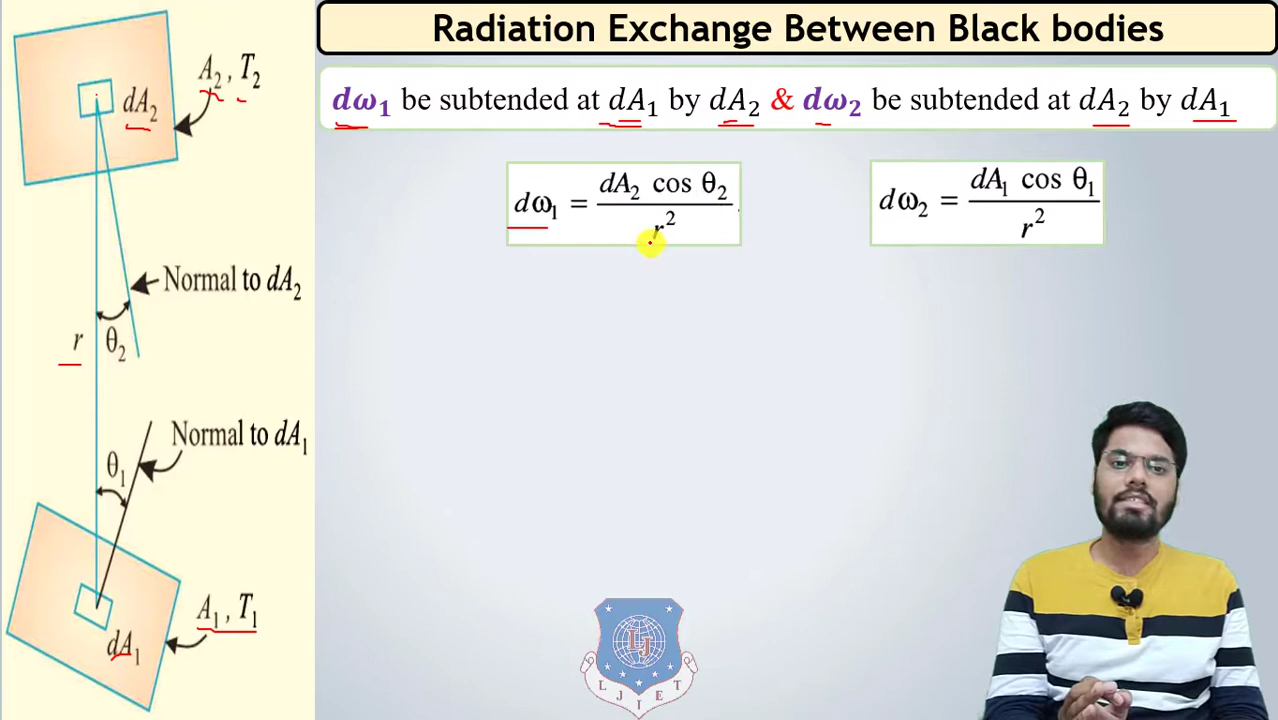 Radiation Exchange Between Black bodies
dω₁ be subtended at dA₁ by dA₂ & dω₂ be subtended at dA₂ by dA₁
dω₁ = dA₂ cos θ₂ / r²
dω₂ = dA₁ cos θ₁ / r²
A₂ , T₂
dA₂
Normal to dA₂
r
θ₂
Normal to dA₁
θ₁
A₁ , T₁
dA₁
LJ
L J I E T